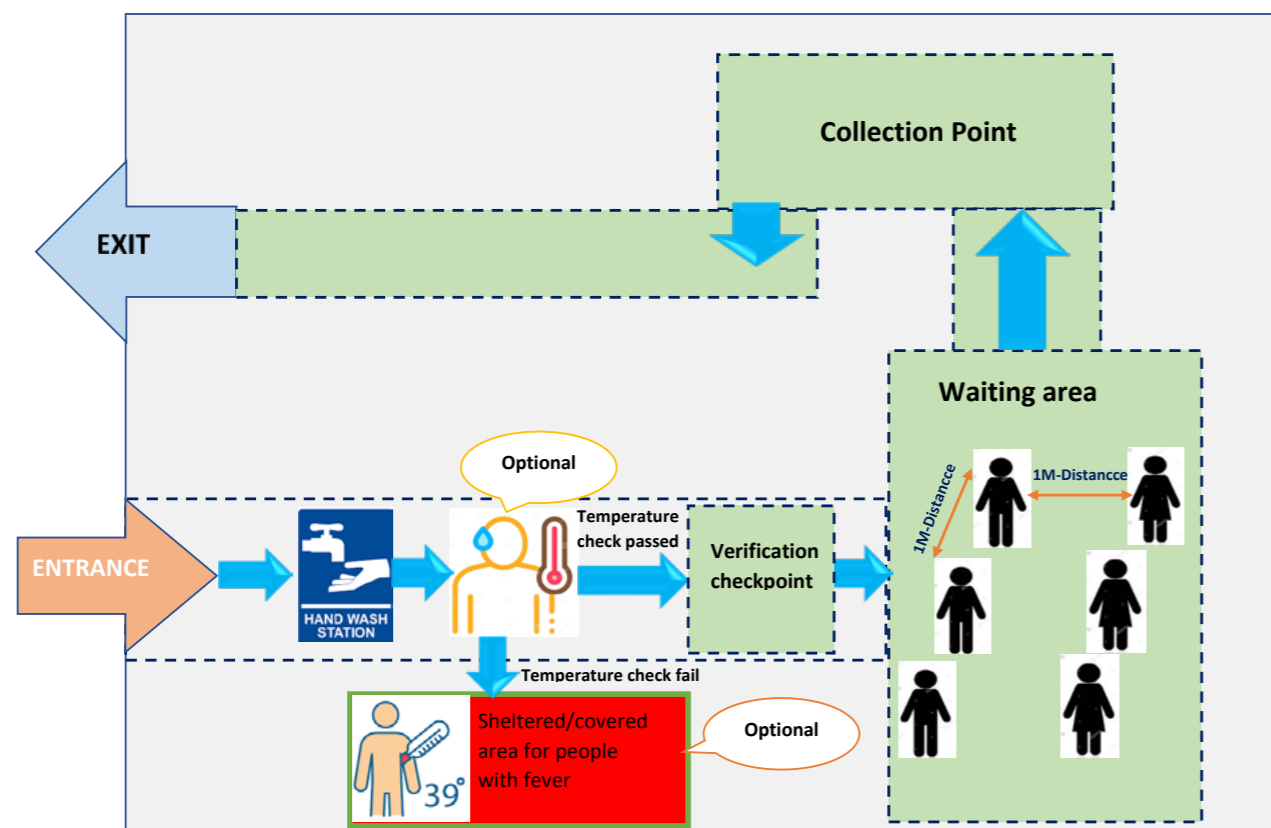 Collection Point
EXIT
Waiting area
1M-Distancce
1M-Distancce
Optional
Temperature
check passed
ENTRANCE
HAND WASH
STATION
Verification
checkpoint
Temperature check fail
Sheltered/covered
area for people
with fever
39°
Optional